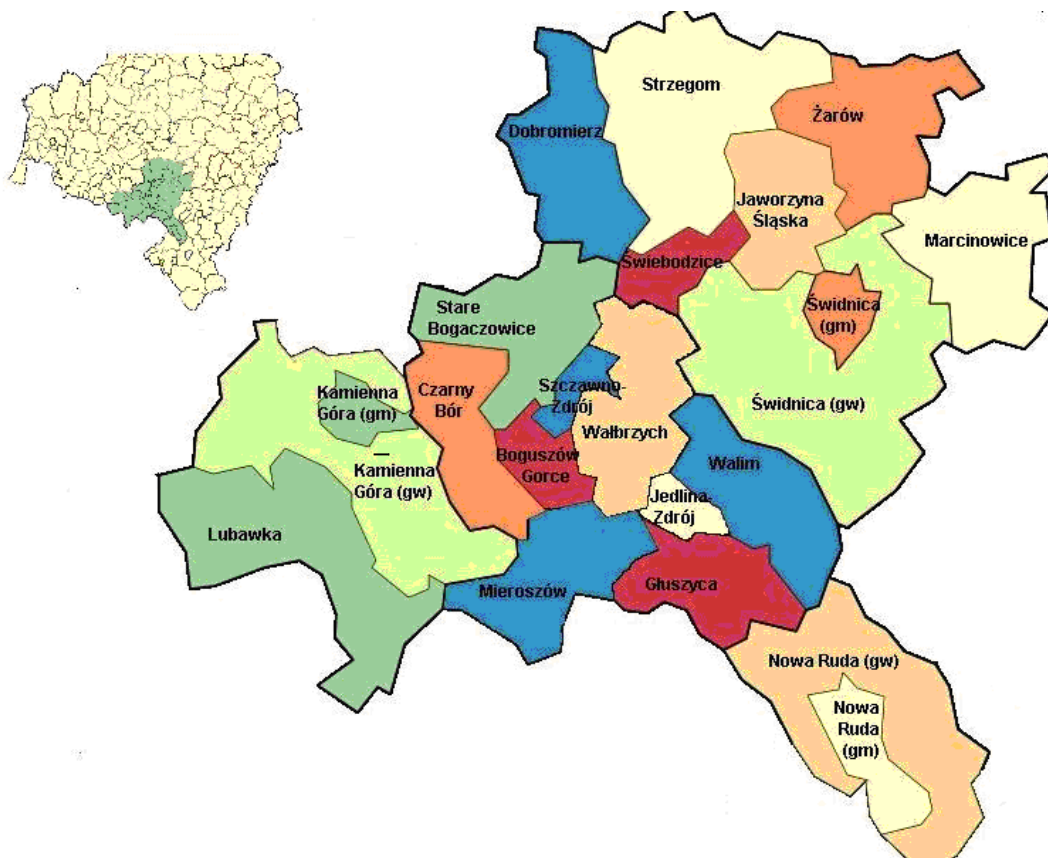 Strzegom
Żarów
Dobromierz
Jaworzyna
Śląska
Marcinowice
Świebodzice
Stare
Bogaczowice
Świdnica
(gm)
Kamienna
Góra (gm)
Czarny
Bór
Szczawno-
Zdrój
Świdnica (gw)
Wałbrzych
Boguszów
Gorce
Walim
Kamienna
Góra (gw)
Jedlina-
Zdrój
Lubawka
Mieroszów
Głuszyca
Nowa Ruda (gw)
Nowa
Ruda
(gm)